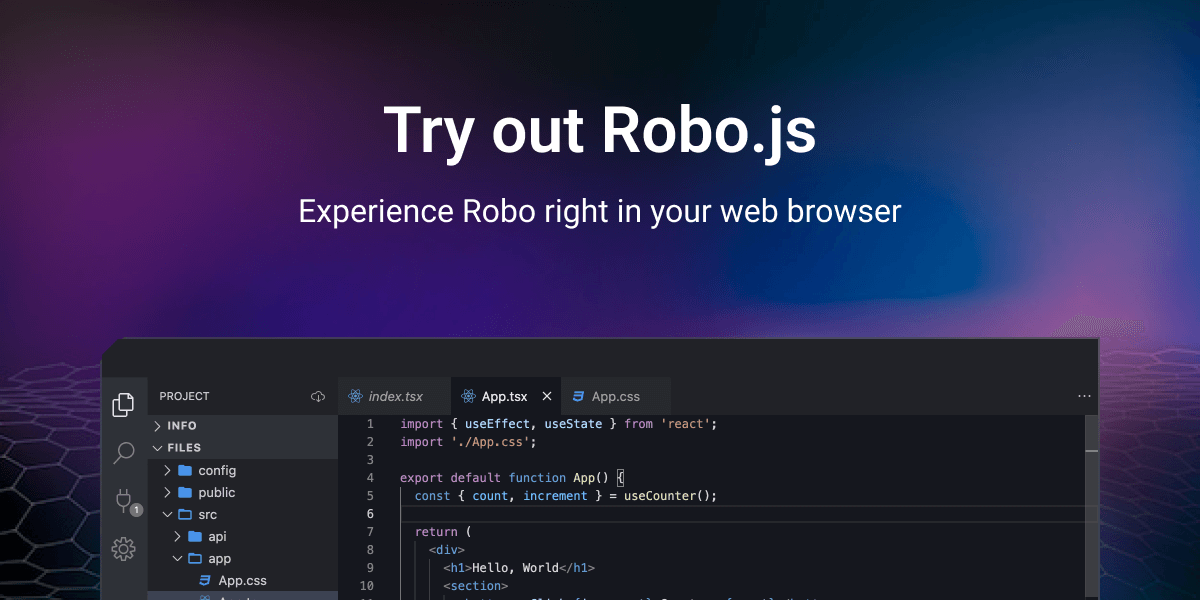 Try out Robo.js
Experience Robo right in your web browser
PROJECT
INFO
FILES
config
public
src
api
app
App.css
1
index.tsx
App.tsx
App.css
1 import { useEffect, useState } from 'react';
2 import './App.css';
3
4 export default function App() {
5 const { count, increment } = useCounter();
6
7 return (
8 <div>
9 <h1>Hello, World</h1>
10 <section>